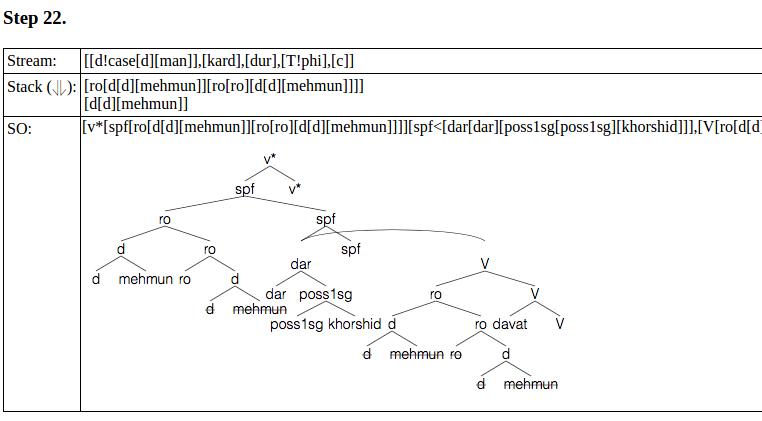 Step 22.
Stream: [[d!case[d][man]],[kard],[dur],[T!phi],[c]]
Stack (⇃⇂): [ro[d[d][mehmun]][ro[ro][d[d][mehmun]]]]
[d[d][mehmun]]
SO: [v*[spf[ro[d[d][mehmun]][ro[ro][d[d][mehmun]]]][spf<[dar[dar][poss1sg[poss1sg][khorshid]]],[V[ro[d[d]
v*
spf v*
ro spf
d ro spf
dar V
d mehmun ro d
dar poss1sg ro V
d mehmun
poss1sg khorshid d ro davat V
d mehmun ro d
d mehmun